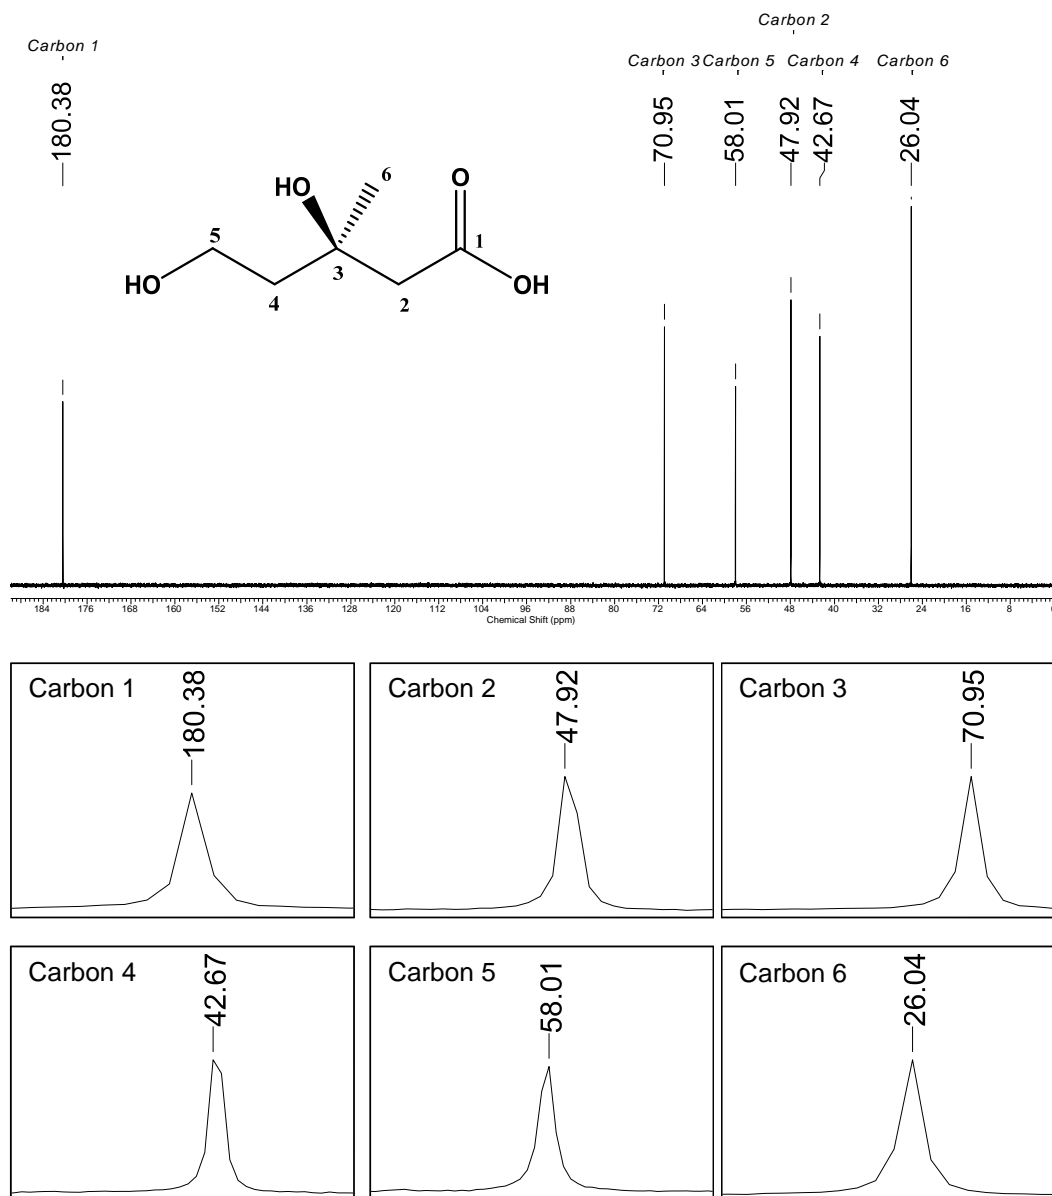 Carbon 2
Carbon 1
Carbon 3 Carbon 5 Carbon 4 Carbon 6
180.38 70.95 58.01 47.92 42.67 26.04
HO 6 O
5 3 1
HO 4 2 OH
184 176 168 160 152 144 136 128 120 112 104 96 88 80 72 64 56 48 40 32 24 16 8
Chemical Shift (ppm)
Carbon 1 180.38
Carbon 2 47.92
Carbon 3 70.95
Carbon 4 42.67
Carbon 5 58.01
Carbon 6 26.04